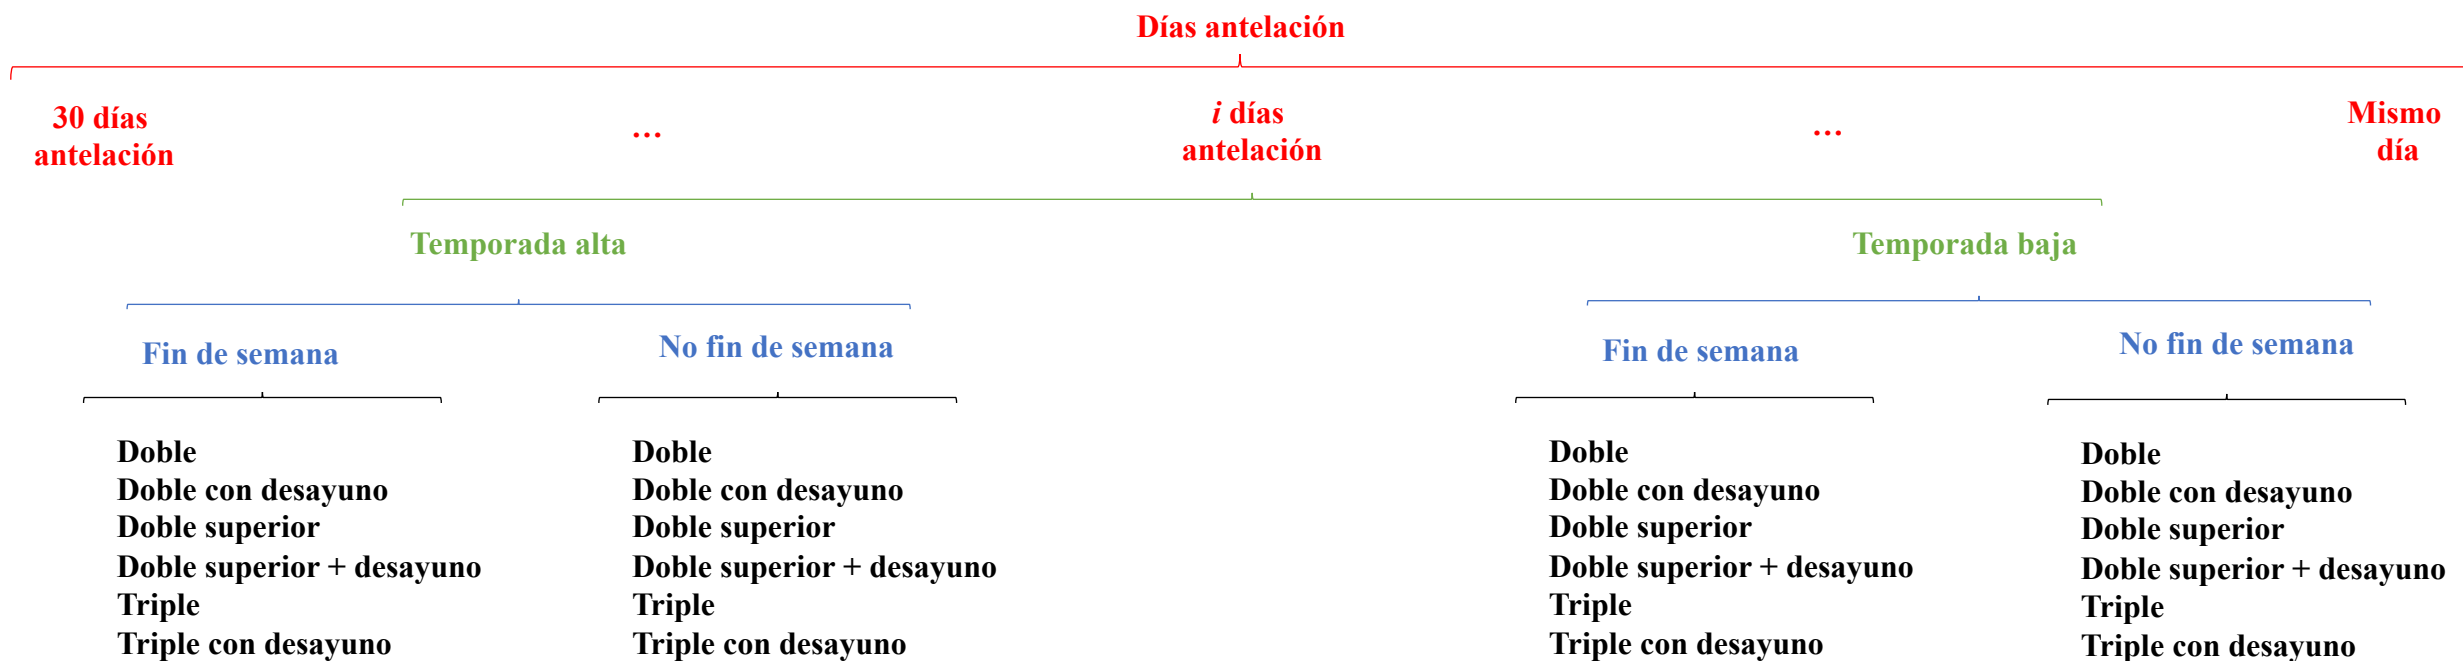 Días antelación
30 días
antelación
...
i días
antelación
...
Mismo
día
Temporada alta
Temporada baja
Fin de semana
No fin de semana
Fin de semana
No fin de semana
Doble
Doble con desayuno
Doble superior
Doble superior + desayuno
Triple
Triple con desayuno
Doble
Doble con desayuno
Doble superior
Doble superior + desayuno
Triple
Triple con desayuno
Doble
Doble con desayuno
Doble superior
Doble superior + desayuno
Triple
Triple con desayuno
Doble
Doble con desayuno
Doble superior
Doble superior + desayuno
Triple
Triple con desayuno